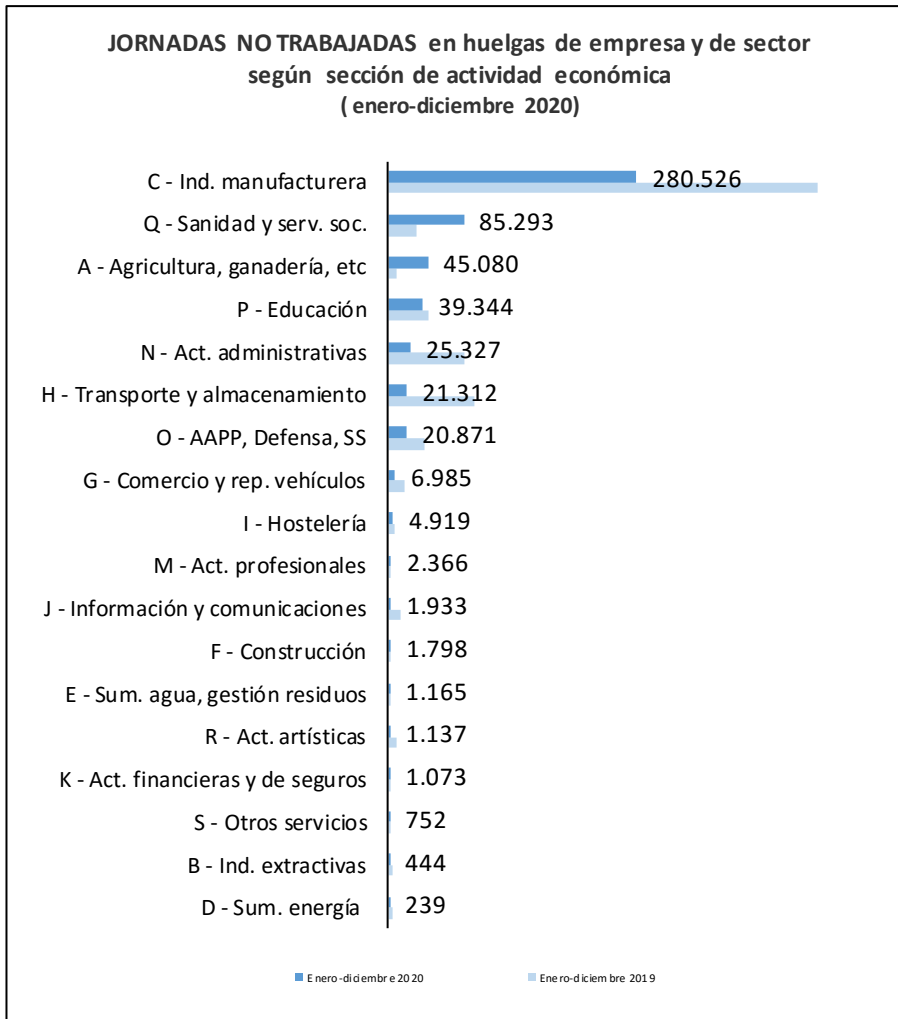 JORNADAS NO TRABAJADAS en huelgas de empresa y de sector
según sección de actividad económica
( enero-diciembre 2020)
C - Ind. manufacturera 280.526
Q - Sanidad y serv. soc. 85.293
A - Agricultura, ganadería, etc 45.080
P - Educación 39.344
N - Act. administrativas 25.327
H - Transporte y almacenamiento 21.312
O - AAPP, Defensa, SS 20.871
G - Comercio y rep. vehículos 6.985
I - Hostelería 4.919
M - Act. profesionales 2.366
J - Información y comunicaciones 1.933
F - Construcción 1.798
E - Sum. agua, gestión residuos 1.165
R - Act. artísticas 1.137
K - Act. financieras y de seguros 1.073
S - Otros servicios 752
B - Ind. extractivas 444
D - Sum. energía 239
Enero-diciembre 2020 Enero-diciembre 2019